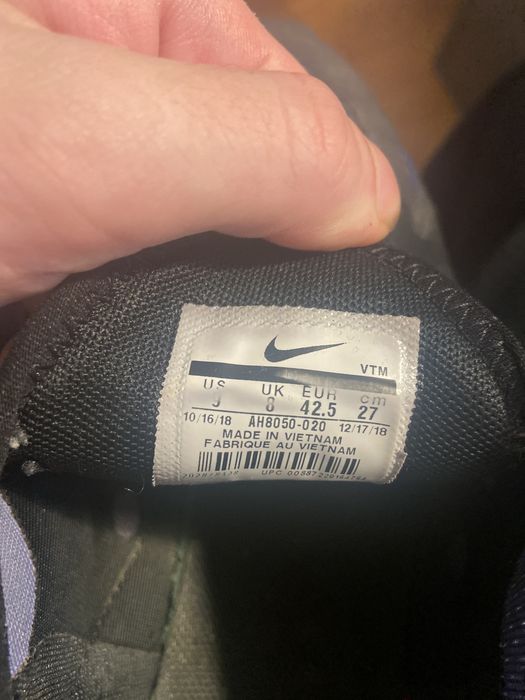 VTM
US UK EUR cm
9 8 42.5 27
10/16/18 AH8050-020 12/17/18
MADE IN VIETNAM
FABRIQUE AU VIETNAM
UPC